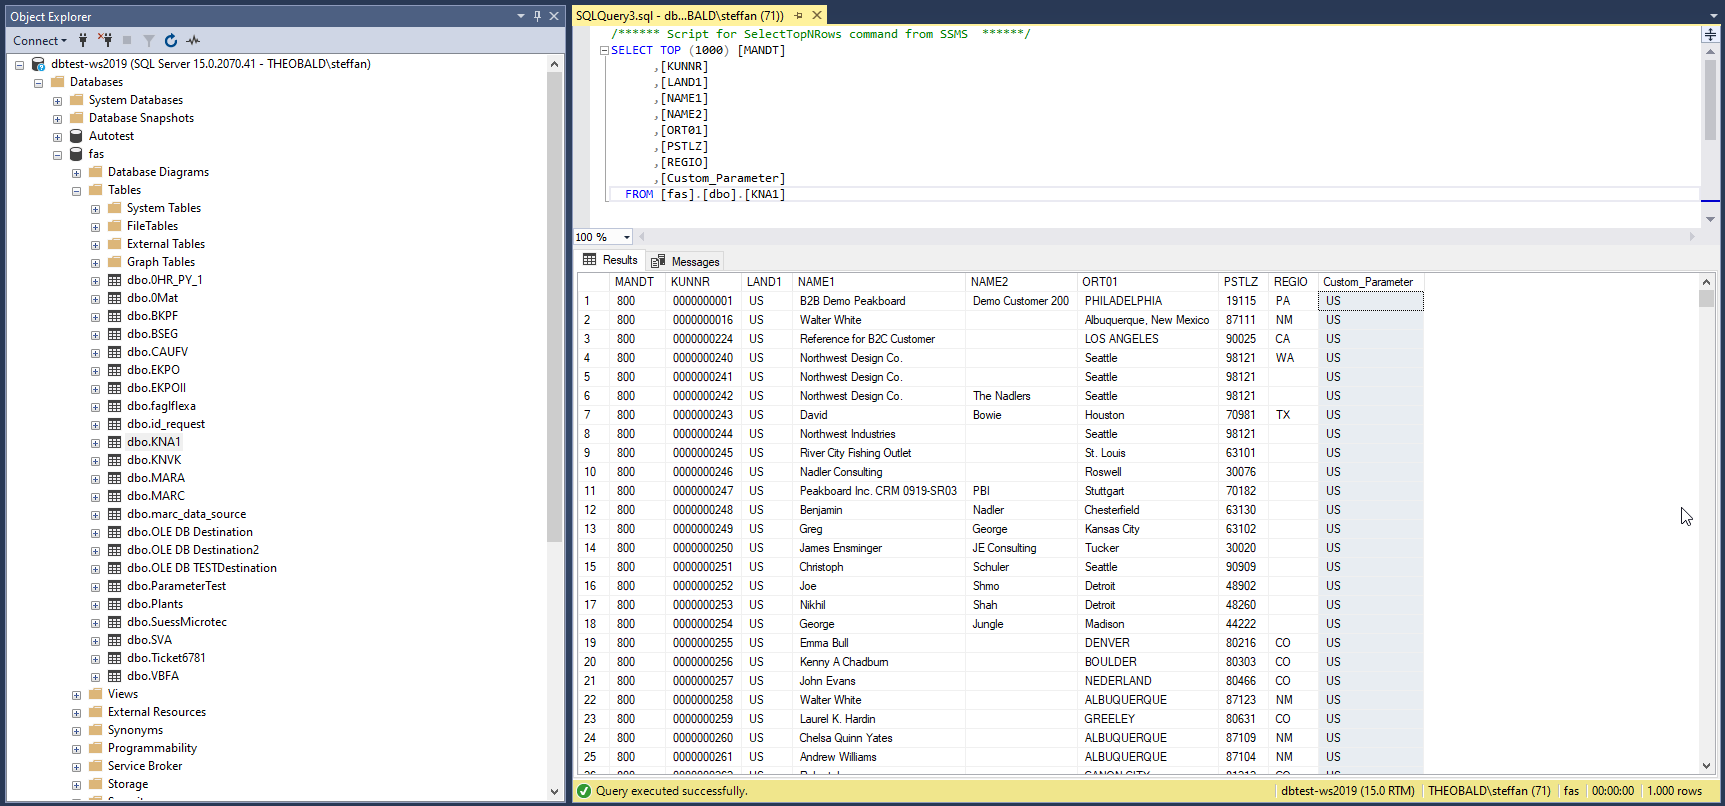 Object Explorer
Connect
dbtest-ws2019 (SQL Server 15.0.2070.41 - THEOBALD\steffan)
Databases
System Databases
Database Snapshots
Autotest
fas
Database Diagrams
Tables
System Tables
FileTables
External Tables
Graph Tables
dbo.0HR_PY_1
dbo.0Mat
dbo.BKPF
dbo.BSEG
dbo.CAUFV
dbo.EKPO
dbo.EKPOII
dbo.faglflexa
dbo.id_request
dbo.KNA1
dbo.KNVK
dbo.MARA
dbo.MARC
dbo.marc_data_source
dbo.OLE DB Destination
dbo.OLE DB Destination2
dbo.OLE DB TESTDestination
dbo.ParameterTest
dbo.Plants
dbo.SuessMicrotec
dbo.SVA
dbo.Ticket6781
dbo.VBFA
Views
External Resources
Synonyms
Programmability
Service Broker
Storage
SQLQuery3.sql - db...BALD\steffan (71))
/****** Script for SelectTopNRows command from SSMS  ******/
SELECT TOP (1000) [MANDT]
,[KUNNR]
,[LAND1]
,[NAME1]
,[NAME2]
,[ORT01]
,[PSTLZ]
,[REGIO]
,[Custom_Parameter]
FROM [fas].[dbo].[KNA1]
100 %
Results Messages
MANDT KUNNR LAND1 NAME1 NAME2 ORT01 PSTLZ REGIO Custom_Parameter
1 800 0000000001 US B2B Demo Peakboard Demo Customer 200 PHILADELPHIA 19115 PA US
2 800 0000000016 US Walter White Albuquerque, New Mexico 87111 NM US
3 800 0000000224 US Reference for B2C Customer LOS ANGELES 90025 CA US
4 800 0000000240 US Northwest Design Co. Seattle 98121 WA US
5 800 0000000241 US Northwest Design Co. Seattle 98121 US
6 800 0000000242 US Northwest Design Co. The Nadlers Seattle 98121 US
7 800 0000000243 US David Bowie Houston 70981 TX US
8 800 0000000244 US Northwest Industries Seattle 98121 US
9 800 0000000245 US River City Fishing Outlet St. Louis 63101 US
10 800 0000000246 US Nadler Consulting Roswell 30076 US
11 800 0000000247 US Peakboard Inc. CRM 0919-SR03 PBI Stuttgart 70182 US
12 800 0000000248 US Benjamin Nadler Chesterfield 63130 US
13 800 0000000249 US Greg George Kansas City 63102 US
14 800 0000000250 US James Ensminger JE Consulting Tucker 30020 US
15 800 0000000251 US Christoph Schuler Seattle 90909 US
16 800 0000000252 US Joe Shmo Detroit 48902 US
17 800 0000000253 US Nikhil Shah Detroit 48260 US
18 800 0000000254 US George Jungle Madison 44222 US
19 800 0000000255 US Emma Bull DENVER 80216 CO US
20 800 0000000256 US Kenny A Chadburn BOULDER 80303 CO US
21 800 0000000257 US John Evans NEDERLAND 80466 CO US
22 800 0000000258 US Walter White ALBUQUERQUE 87123 NM US
23 800 0000000259 US Laurel K. Hardin GREELEY 80631 CO US
24 800 0000000260 US Chelsa Quinn Yates ALBUQUERQUE 87109 NM US
25 800 0000000261 US Andrew Williams ALBUQUERQUE 87104 NM US
Query executed successfully. dbtest-ws2019 (15.0 RTM) THEOBALD\steffan (71) fas 00:00:00 1.000 rows